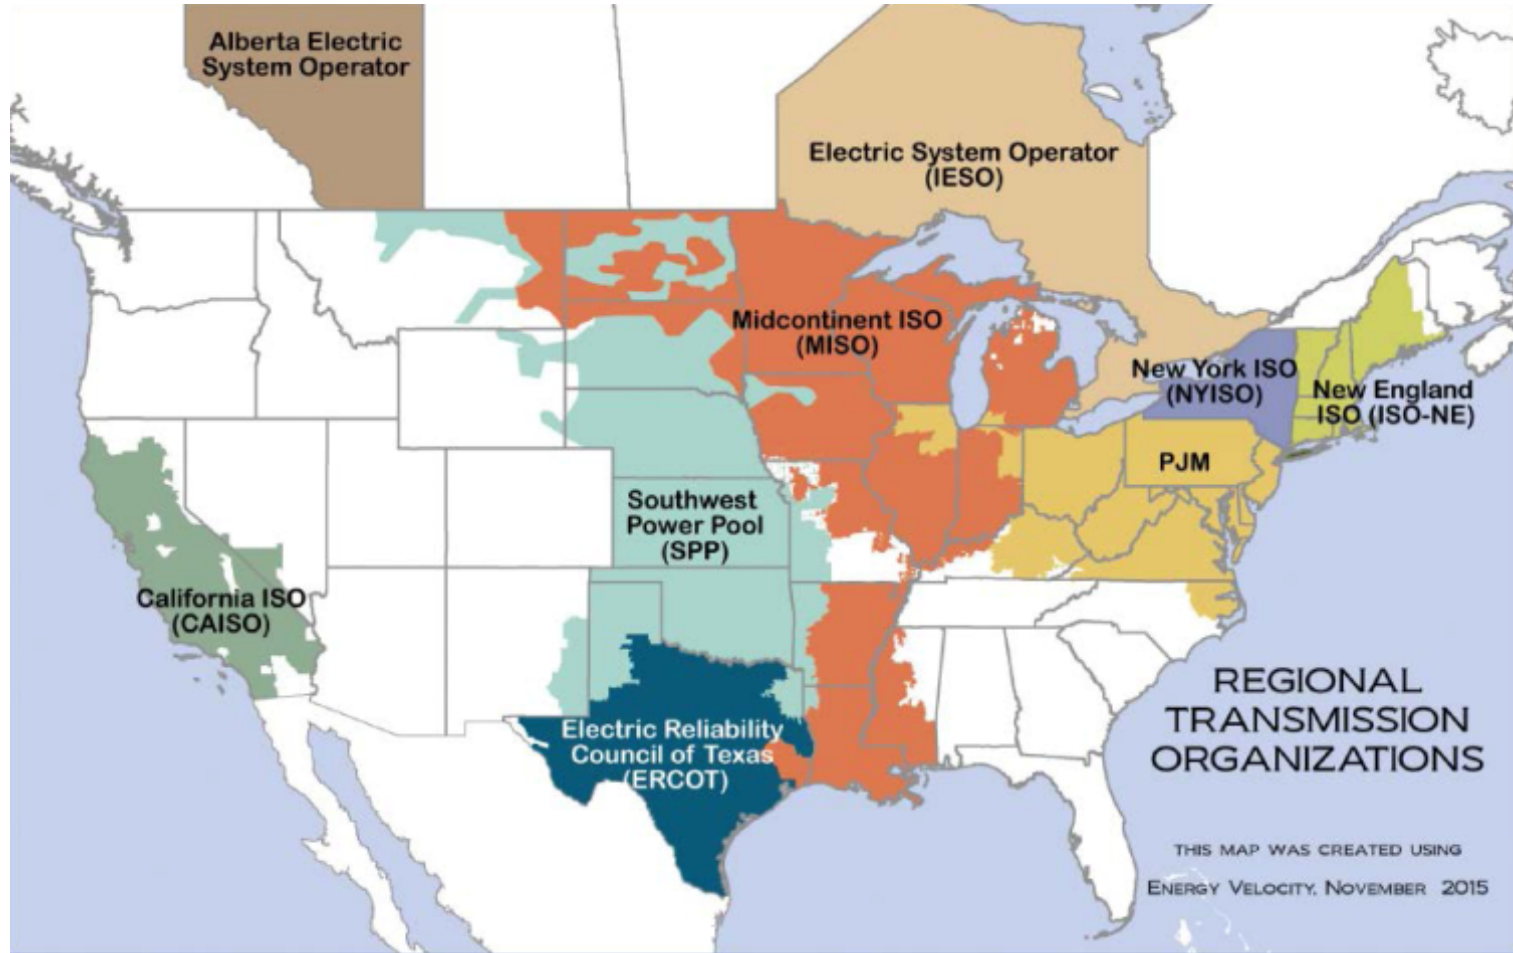 Alberta Electric
System Operator
Electric System Operator
(IESO)
Midcontinent ISO
(MISO)
New York ISO
(NYISO)
New England
ISO (ISO-NE)
PJM
Southwest
Power Pool
(SPP)
California ISO
(CAISO)
Electric Reliability
Council of Texas
(ERCOT)
REGIONAL
TRANSMISSION
ORGANIZATIONS
THIS MAP WAS CREATED USING
ENERGY VELOCITY, NOVEMBER 2015